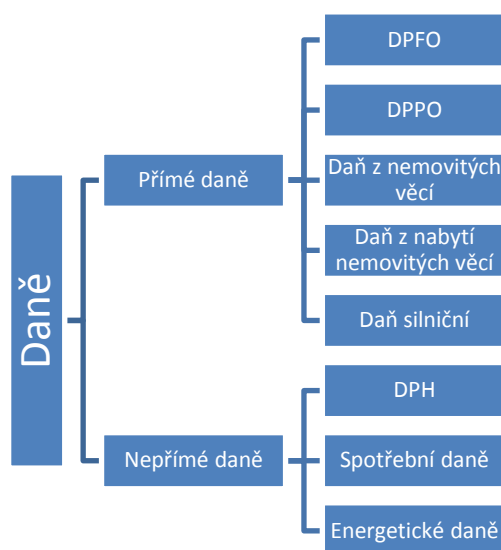 Daně
Přímé daně
DPFO
DPPO
Daň z nemovitých
věcí
Daň z nabytí
nemovitých věcí
Daň silniční
Nepřímé daně
DPH
Spotřební daně
Energetické daně